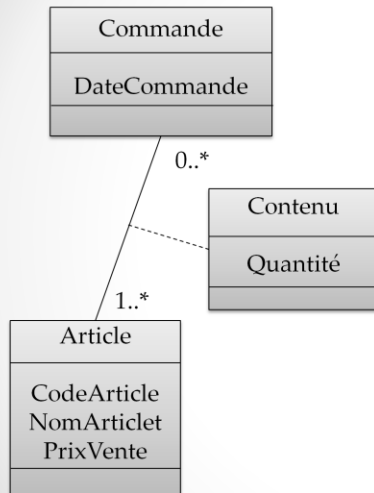 Commande
DateCommande
0..*
Contenu
Quantité
1..*
Article
CodeArticle
NomArticlet
PrixVente